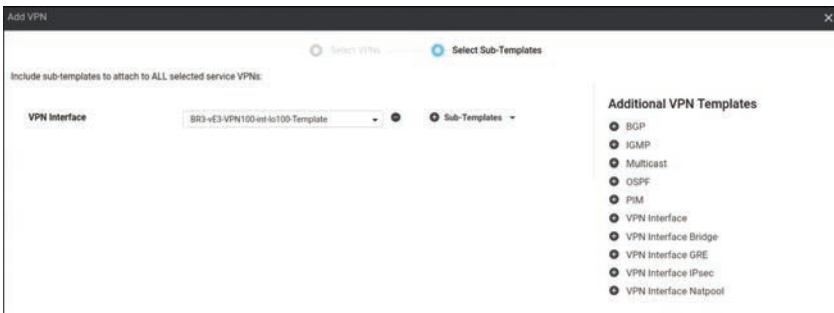 Add VPN
Select VPNs
Select Sub-Templates
Include sub-templates to attach to ALL selected service VPNs:
VPN Interface
BR3-vE3-VPN100-int-lo100-Template
Sub-Templates
Additional VPN Templates
BGP
IGMP
Multicast
OSPF
PIM
VPN Interface
VPN Interface Bridge
VPN Interface GRE
VPN Interface IPsec
VPN Interface Natpool